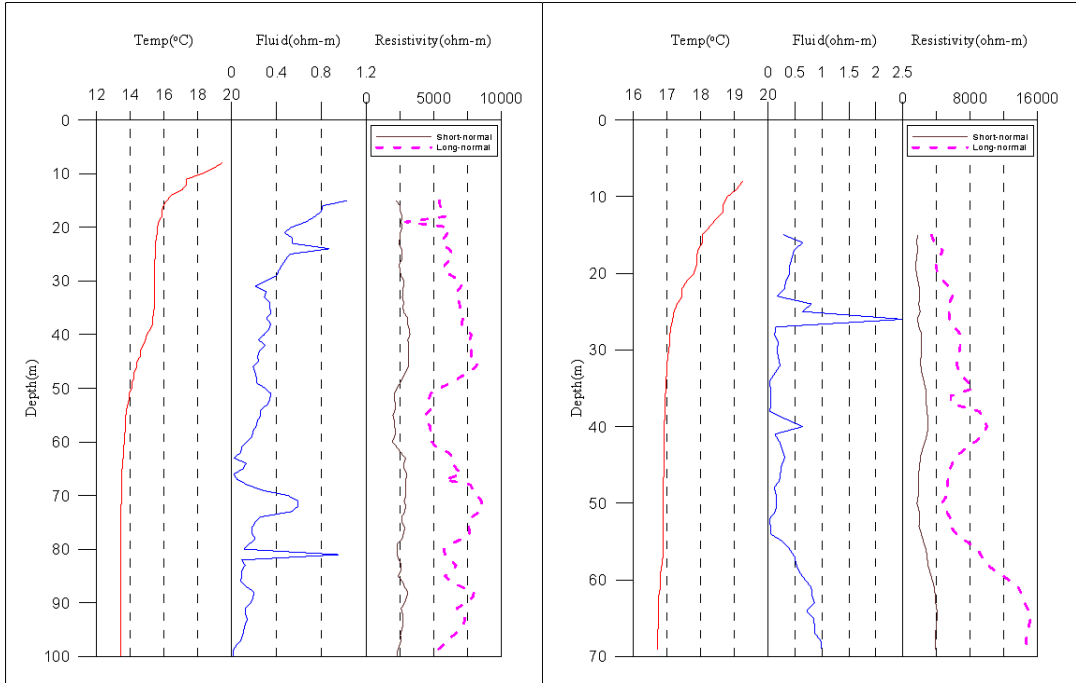 Temp(°C) Fluid(ohm-m) Resistivity(ohm-m)
0 0.4 0.8 1.2
12 14 16 18 20 0 5000 10000
0
10
20
30
40
50
60
70
80
90
100
Depth(m)
Short-normal
Long-normal
Temp(°C) Fluid(ohm-m) Resistivity(ohm-m)
0 0.5 1 1.5 2 2.5
16 17 18 19 20 0 8000 16000
0
10
20
30
40
50
60
70
Depth(m)
Short-normal
Long-normal